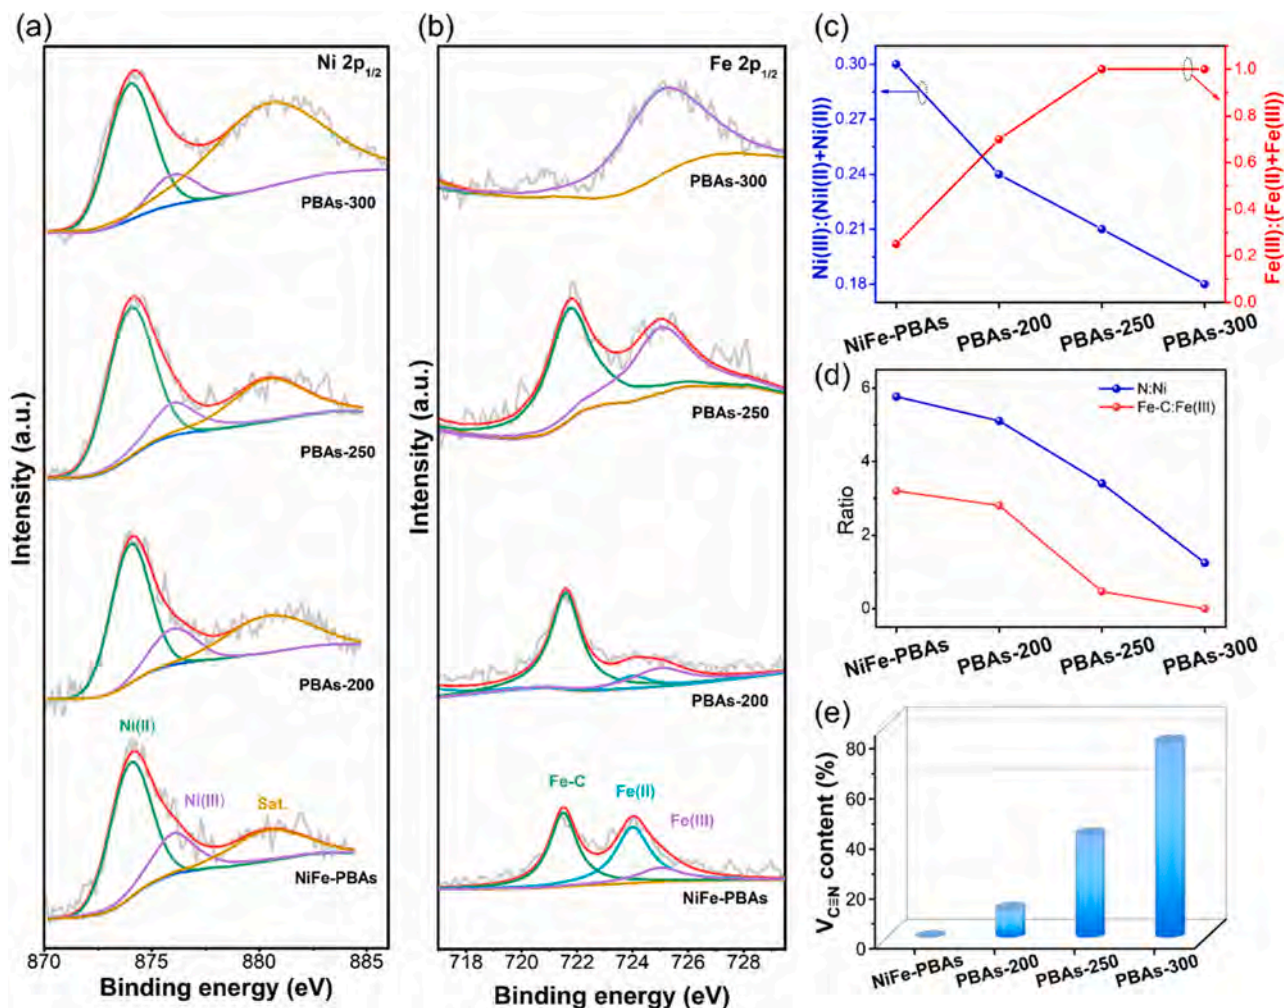 (a)
Ni 2p1/2
PBAs-300
PBAs-250
PBAs-200
Ni(II)
Ni(III)
Sat.
NiFe-PBAs
Intensity (a.u.)
870 875 880 885
Binding energy (eV)
(b)
Fe 2p1/2
PBAs-300
PBAs-250
PBAs-200
Fe-C
Fe(II)
Fe(III)
NiFe-PBAs
Intensity (a.u.)
718 720 722 724 726 728
Binding energy (eV)
(c)
Ni(III):(NiI(II)+Ni(II))
0.30
0.27
0.24
0.21
0.18
1.0
0.8
0.6
0.4
0.2
0.0
Fe(III):(Fe(II)+Fe(III))
NiFe-PBAs PBAs-200 PBAs-250 PBAs-300
(d)
N:Ni
Fe-C:Fe(III)
Ratio
6
4
2
0
NiFe-PBAs PBAs-200 PBAs-250 PBAs-300
(e)
VC≡N content (%)
80
60
40
20
0
NiFe-PBAs PBAs-200 PBAs-250 PBAs-300